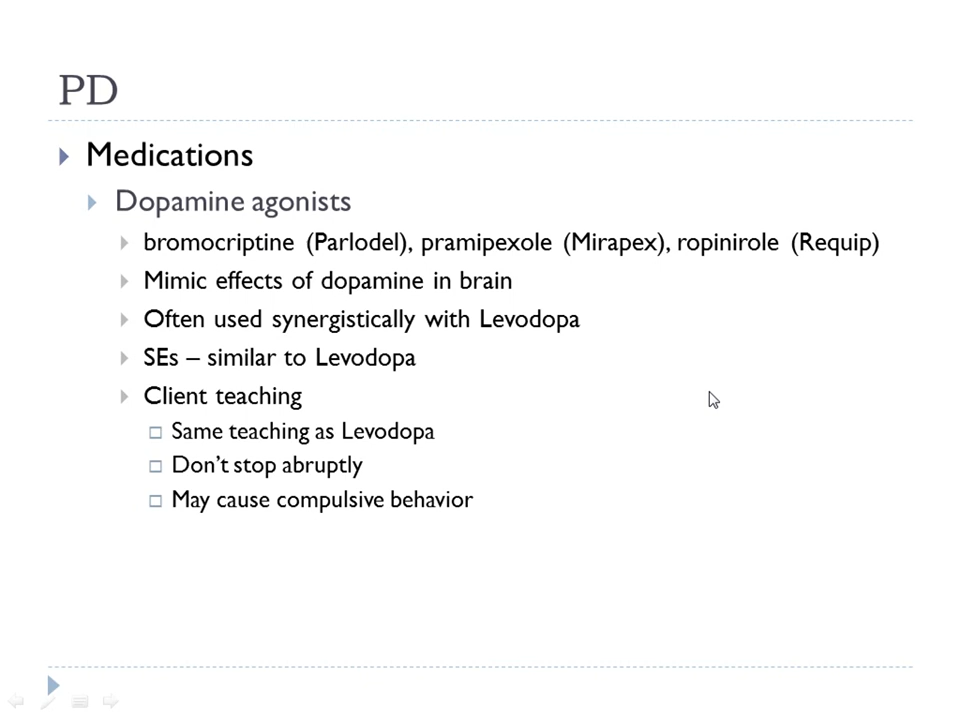 PD
Medications
Dopamine agonists
bromocriptine (Parlodel), pramipexole (Mirapex), ropinirole (Requip)
Mimic effects of dopamine in brain
Often used synergistically with Levodopa
SEs – similar to Levodopa
Client teaching
Same teaching as Levodopa
Don't stop abruptly
May cause compulsive behavior